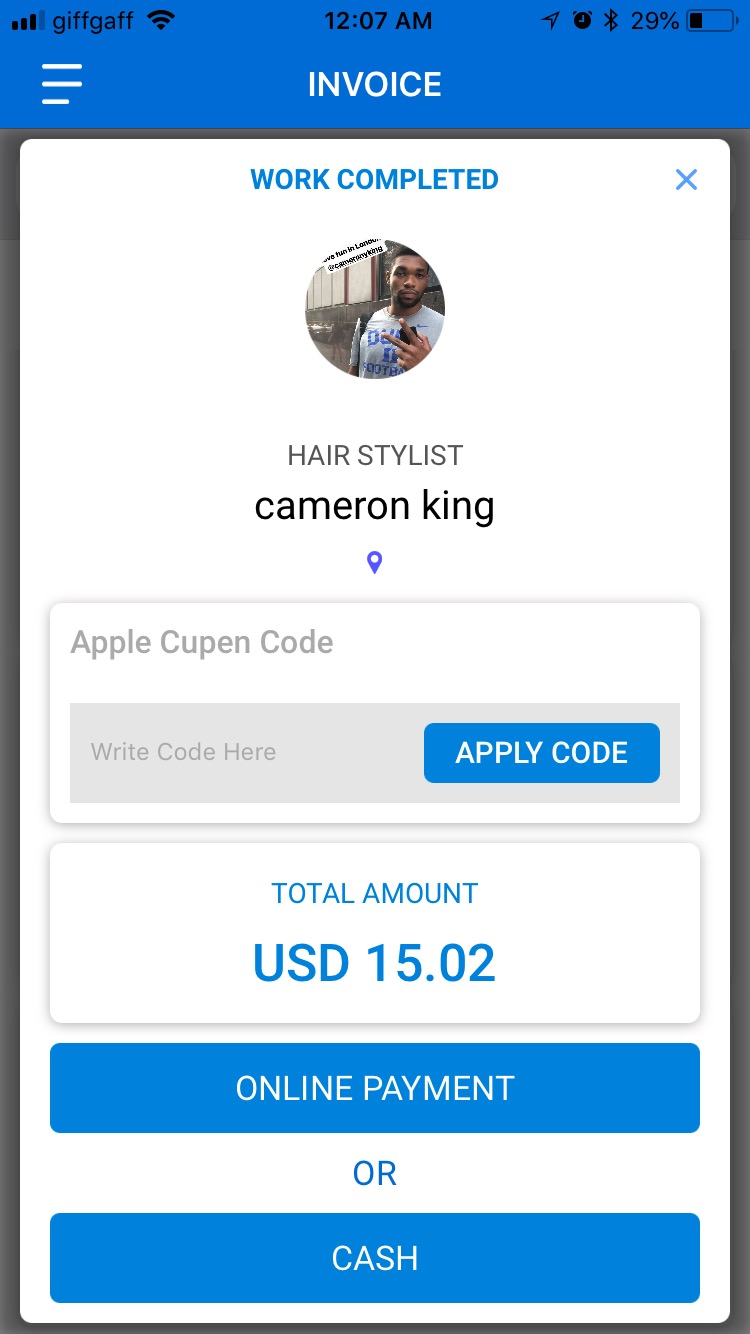 giffgaff 12:07 AM 29%
INVOICE
WORK COMPLETED
ve fun in London
@cameronyking
HAIR STYLIST
cameron king
Apple Cupen Code
Write Code Here
APPLY CODE
TOTAL AMOUNT
USD 15.02
ONLINE PAYMENT
OR
CASH